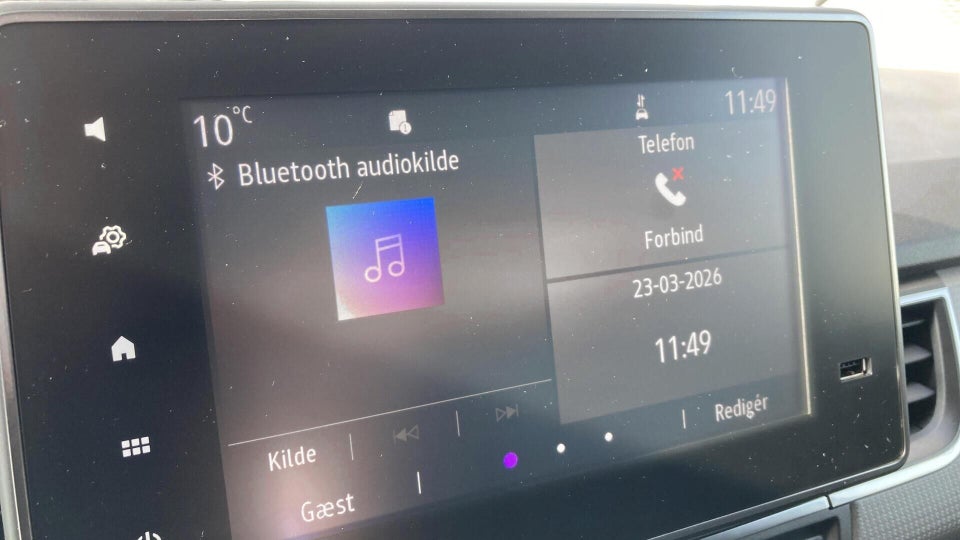 10°C
11:49
Bluetooth audiokilde
Telefon
Forbind
23-03-2026
11:49
Kilde
Redigér
Gæst